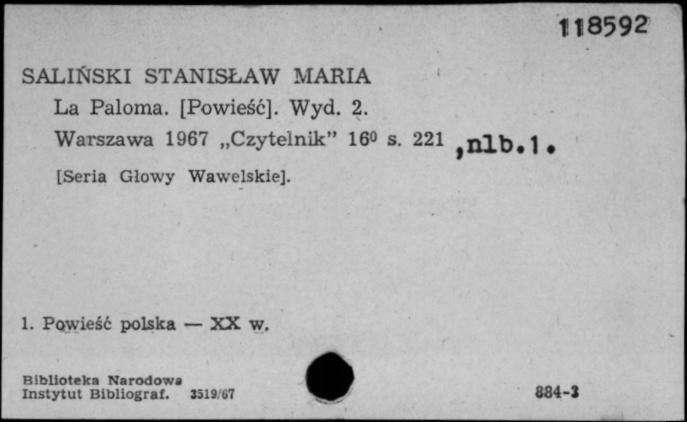 118592
SALIŃSKI STANISŁAW MARIA
La Paloma. [Powieść]. Wyd. 2.
Warszawa 1967 „Czytelnik” 16⁰ s. 221 ,nlb.1.
[Seria Głowy Wawelskie].
1. Powieść polska — XX w.
Biblioteka Narodowa
Instytut Bibliograf. 3519/67
884-3